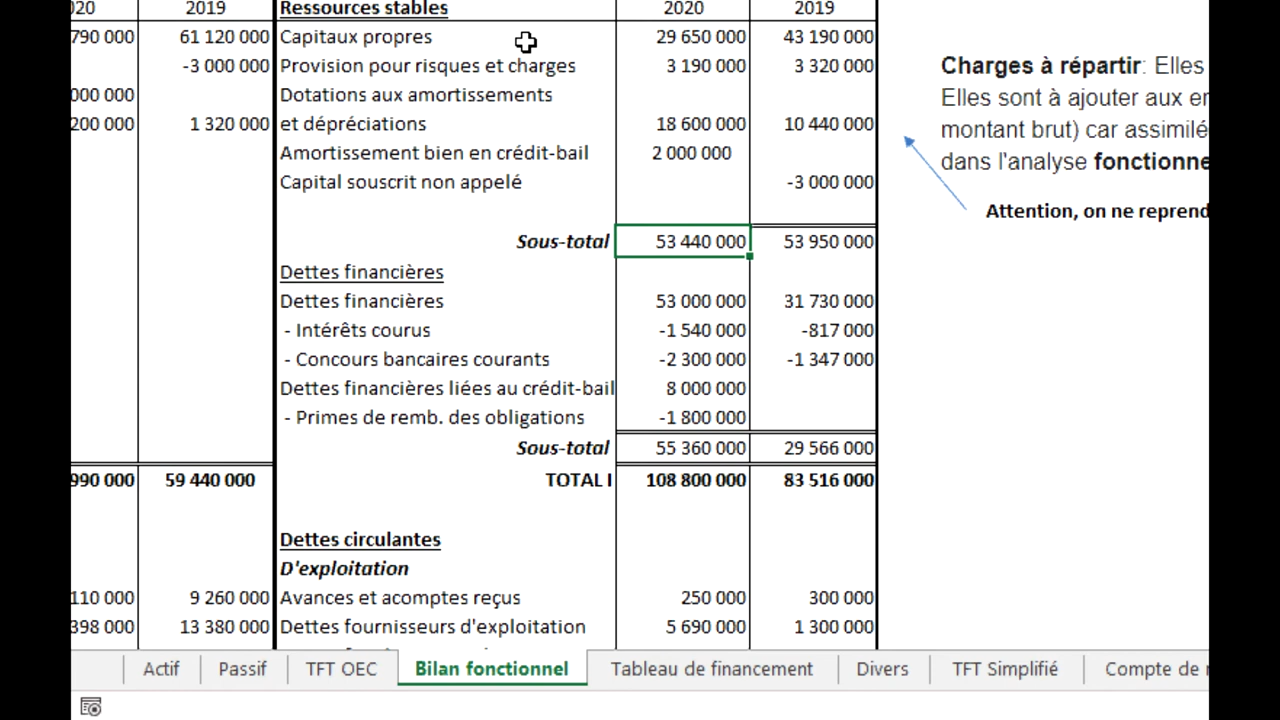 020 2019 Ressources stables 2020 2019
790 000 61 120 000 Capitaux propres 29 650 000 43 190 000
-3 000 000 Provision pour risques et charges 3 190 000 3 320 000
000 000 Dotations aux amortissements
200 000 1 320 000 et dépréciations 18 600 000 10 440 000
Amortissement bien en crédit-bail 2 000 000
Capital souscrit non appelé -3 000 000
Sous-total 53 440 000 53 950 000
Dettes financières
Dettes financières 53 000 000 31 730 000
- Intérêts courus -1 540 000 -817 000
- Concours bancaires courants -2 300 000 -1 347 000
Dettes financières liées au crédit-bail 8 000 000
- Primes de remb. des obligations -1 800 000
Sous-total 55 360 000 29 566 000
990 000 59 440 000 TOTAL I 108 800 000 83 516 000
Dettes circulantes
D'exploitation
110 000 9 260 000 Avances et acomptes reçus 250 000 300 000
398 000 13 380 000 Dettes fournisseurs d'exploitation 5 690 000 1 300 000
Charges à répartir: Elles
Elles sont à ajouter aux er
montant brut) car assimilé
dans l'analyse fonctionne
Attention, on ne reprend
Actif Passif TFT OEC Bilan fonctionnel Tableau de financement Divers TFT Simplifié Compte de r